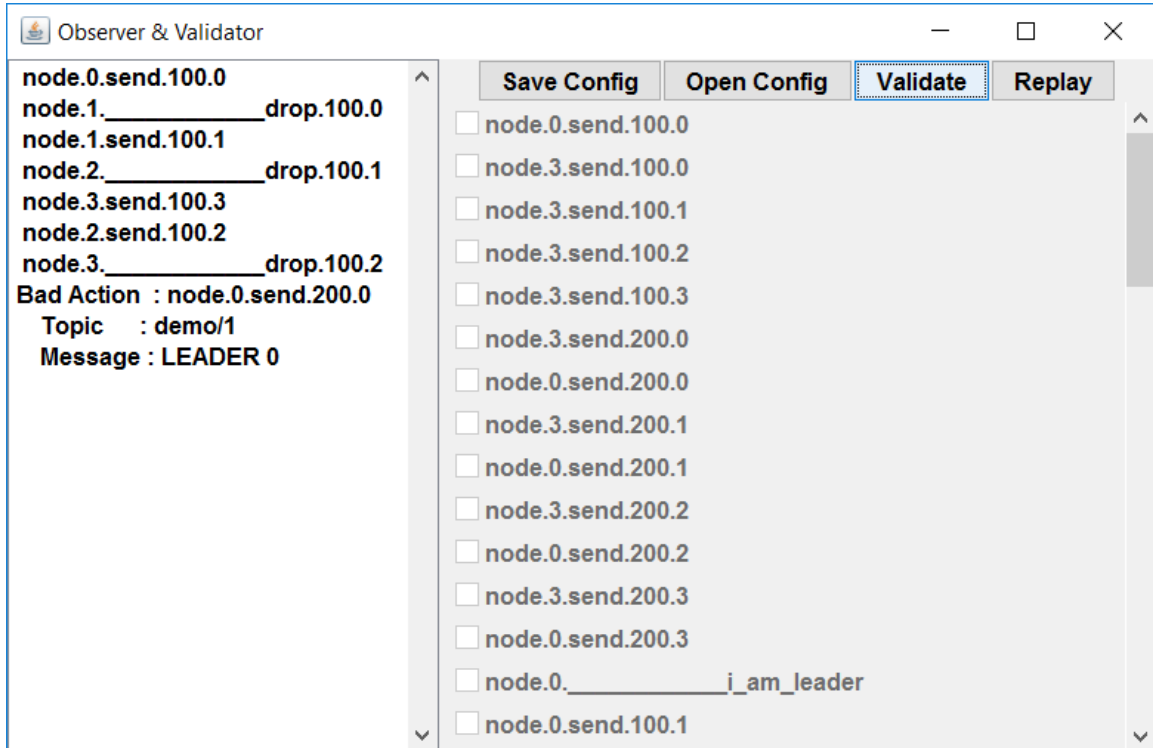 Observer & Validator
node.0.send.100.0
node.1._____________drop.100.0
node.1.send.100.1
node.2._____________drop.100.1
node.3.send.100.3
node.2.send.100.2
node.3._____________drop.100.2
Bad Action : node.0.send.200.0
Topic : demo/1
Message : LEADER 0
Save Config Open Config Validate Replay
node.0.send.100.0
node.3.send.100.0
node.3.send.100.1
node.3.send.100.2
node.3.send.100.3
node.3.send.200.0
node.0.send.200.0
node.3.send.200.1
node.0.send.200.1
node.3.send.200.2
node.0.send.200.2
node.3.send.200.3
node.0.send.200.3
node.0._____________i_am_leader
node.0.send.100.1